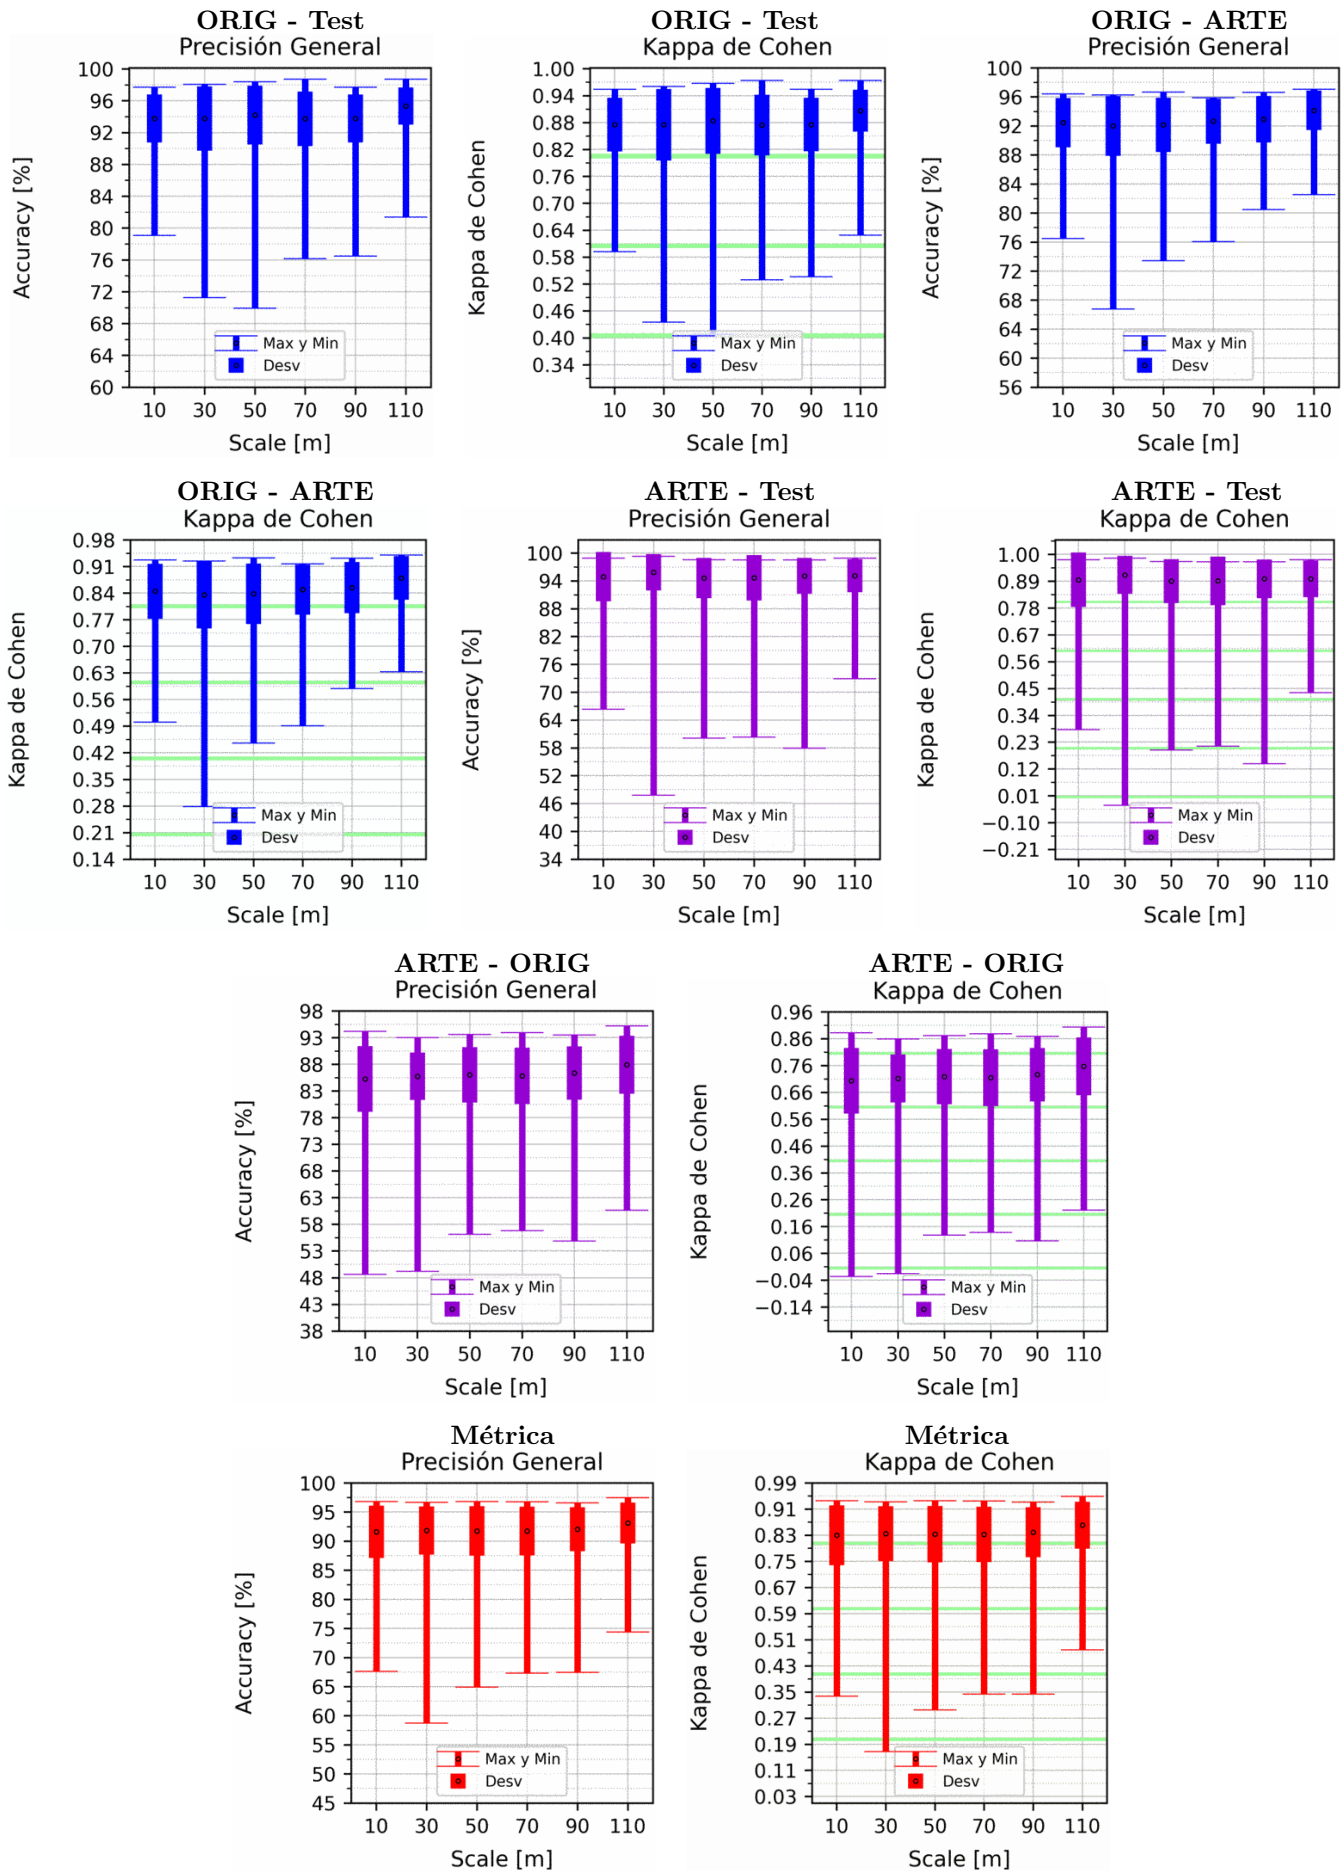 ORIG - Test
Precisión General
Accuracy [%]
100
96
92
88
84
80
76
72
68
64
60
Max y Min
Desv
10 30 50 70 90 110
Scale [m]
ORIG - Test
Kappa de Cohen
Kappa de Cohen
1.00
0.94
0.88
0.82
0.76
0.70
0.64
0.58
0.52
0.46
0.40
0.34
Max y Min
Desv
10 30 50 70 90 110
Scale [m]
ORIG - ARTE
Precisión General
Accuracy [%]
100
96
92
88
84
80
76
72
68
64
60
56
Max y Min
Desv
10 30 50 70 90 110
Scale [m]
ORIG - ARTE
Kappa de Cohen
Kappa de Cohen
0.98
0.91
0.84
0.77
0.70
0.63
0.56
0.49
0.42
0.35
0.28
0.21
0.14
Max y Min
Desv
10 30 50 70 90 110
Scale [m]
ARTE - Test
Precisión General
Accuracy [%]
100
94
88
82
76
70
64
58
52
46
40
34
Max y Min
Desv
10 30 50 70 90 110
Scale [m]
ARTE - Test
Kappa de Cohen
Kappa de Cohen
1.00
0.89
0.78
0.67
0.56
0.45
0.34
0.23
0.12
0.01
−0.10
−0.21
Max y Min
Desv
10 30 50 70 90 110
Scale [m]
ARTE - ORIG
Precisión General
Accuracy [%]
98
93
88
83
78
73
68
63
58
53
48
43
38
Max y Min
Desv
10 30 50 70 90 110
Scale [m]
ARTE - ORIG
Kappa de Cohen
Kappa de Cohen
0.96
0.86
0.76
0.66
0.56
0.46
0.36
0.26
0.16
0.06
−0.04
−0.14
Max y Min
Desv
10 30 50 70 90 110
Scale [m]
Métrica
Precisión General
Accuracy [%]
100
95
90
85
80
75
70
65
60
55
50
45
Max y Min
Desv
10 30 50 70 90 110
Scale [m]
Métrica
Kappa de Cohen
Kappa de Cohen
0.99
0.91
0.83
0.75
0.67
0.59
0.51
0.43
0.35
0.27
0.19
0.11
0.03
Max y Min
Desv
10 30 50 70 90 110
Scale [m]